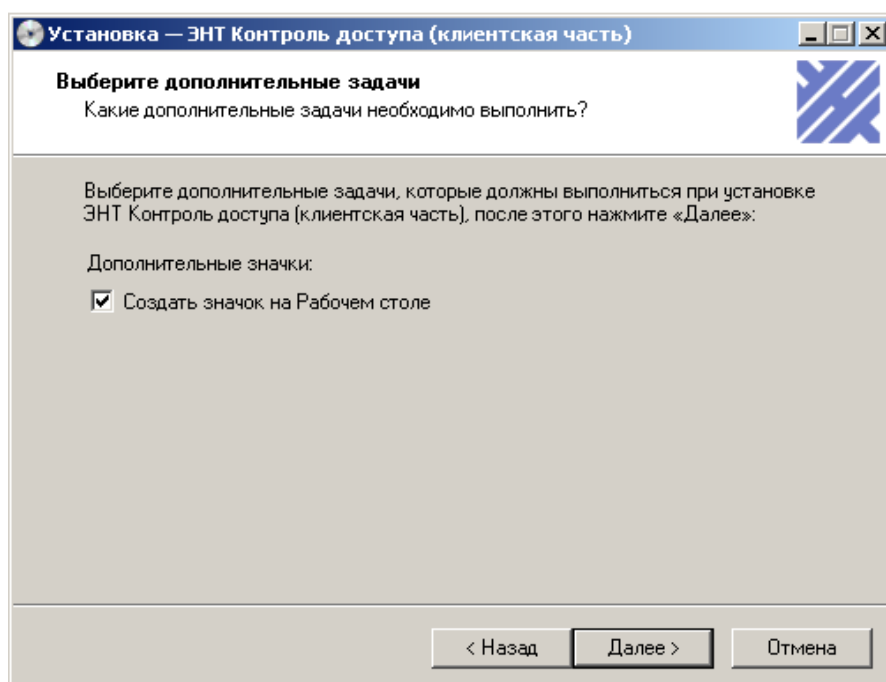 Установка — ЭНТ Контроль доступа (клиентская часть)
Выберите дополнительные задачи
Какие дополнительные задачи необходимо выполнить?
Выберите дополнительные задачи, которые должны выполниться при установке
ЭНТ Контроль доступа (клиентская часть), после этого нажмите «Далее»:
Дополнительные значки:
Создать значок на Рабочем столе
< Назад
Далее >
Отмена